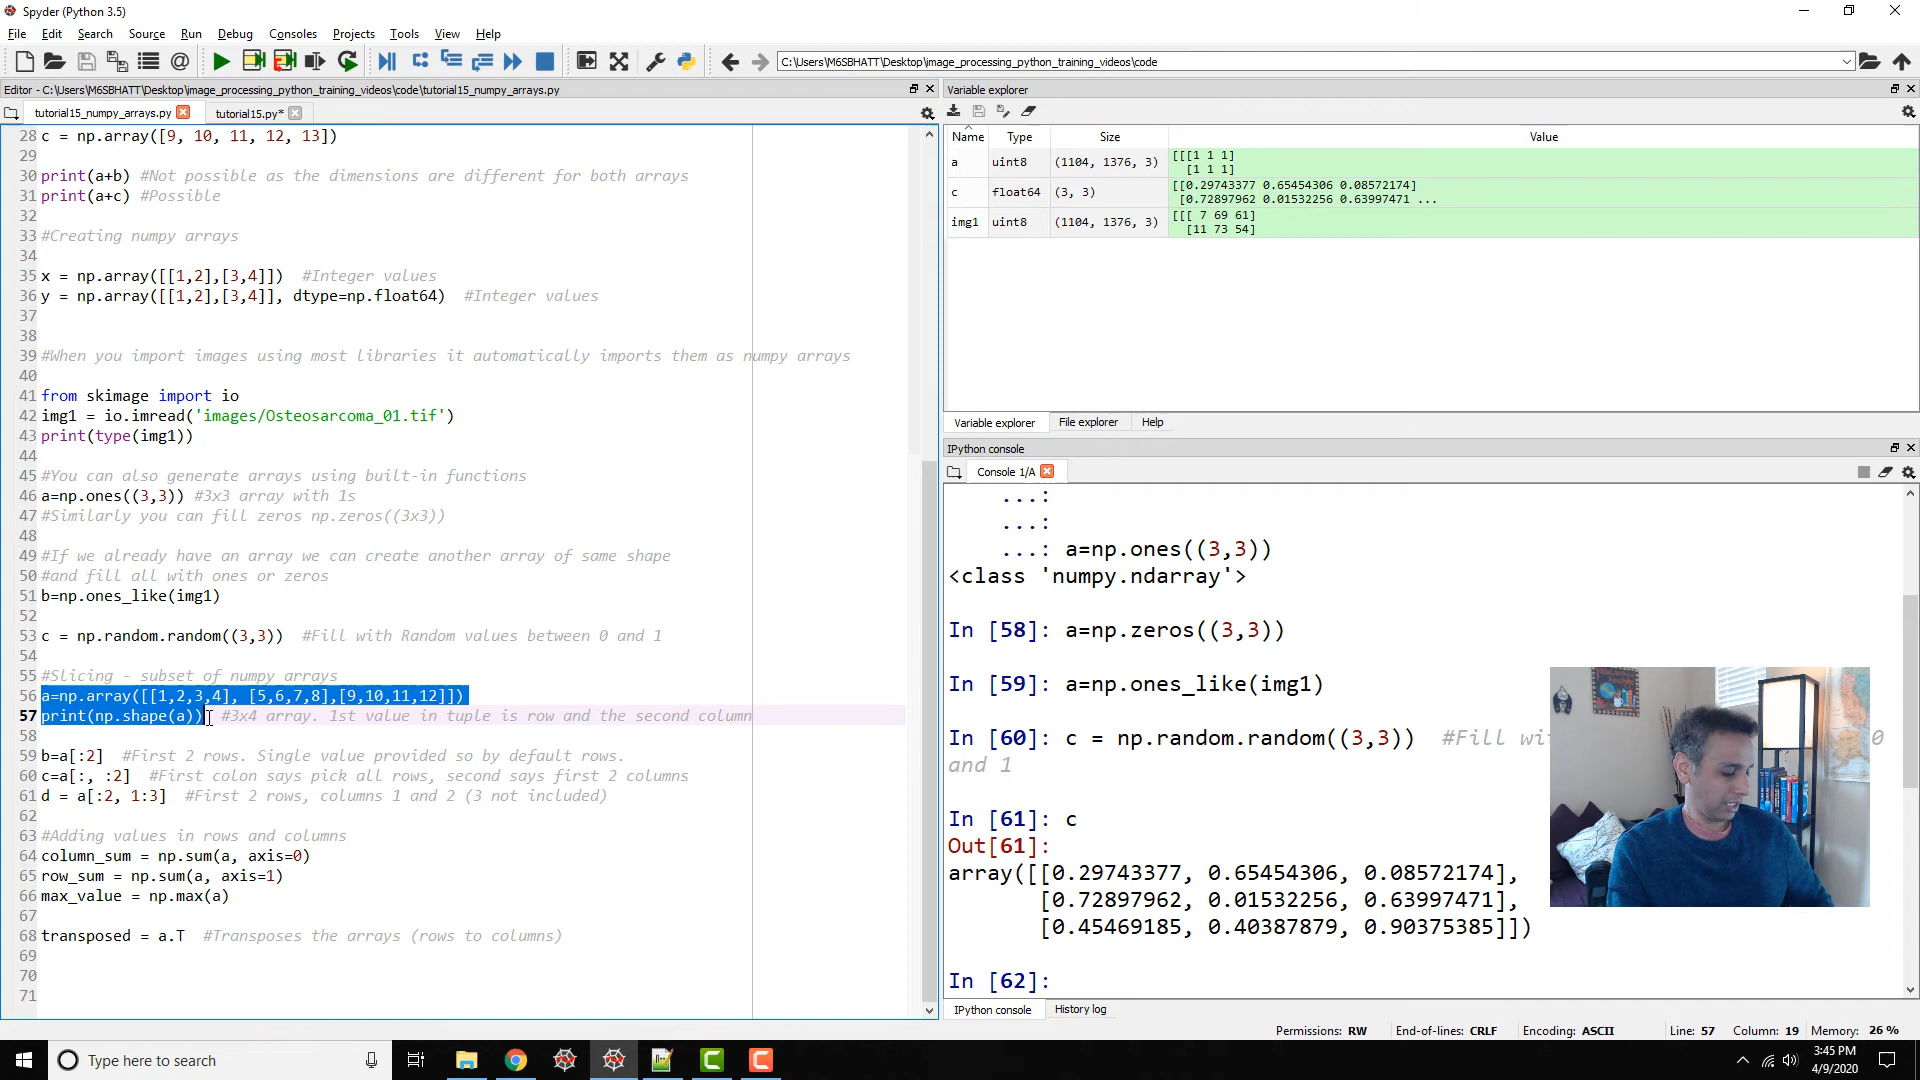 Spyder (Python 3.5)
File Edit Search Source Run Debug Consoles Projects Tools View Help
C:\Users\M6SBHATT\Desktop\image_processing_python_training_videos\code
Editor - C:\Users\M6SBHATT\Desktop\image_processing_python_training_videos\code\tutorial15_numpy_arrays.py
tutorial15_numpy_arrays.py tutorial15.py*
28 c = np.array([9, 10, 11, 12, 13])
29
30 print(a+b) #Not possible as the dimensions are different for both arrays
31 print(a+c) #Possible
32
33 #Creating numpy arrays
34
35 x = np.array([[1,2],[3,4]]) #Integer values
36 y = np.array([[1,2],[3,4]], dtype=np.float64) #Integer values
37
38
39 #When you import images using most libraries it automatically imports them as numpy arrays
40
41 from skimage import io
42 img1 = io.imread('images/Osteosarcoma_01.tif')
43 print(type(img1))
44
45 #You can also generate arrays using built-in functions
46 a=np.ones((3,3)) #3x3 array with 1s
47 #Similarly you can fill zeros np.zeros((3x3))
48
49 #If we already have an array we can create another array of same shape
50 #and fill all with ones or zeros
51 b=np.ones_like(img1)
52
53 c = np.random.random((3,3)) #Fill with Random values between 0 and 1
54
55 #Slicing - subset of numpy arrays
56 a=np.array([[1,2,3,4], [5,6,7,8],[9,10,11,12]])
57 print(np.shape(a)) #3x4 array. 1st value in tuple is row and the second column
58
59 b=a[:2] #First 2 rows. Single value provided so by default rows.
60 c=a[:, :2] #First colon says pick all rows, second says first 2 columns
61 d = a[:2, 1:3] #First 2 rows, columns 1 and 2 (3 not included)
62
63 #Adding values in rows and columns
64 column_sum = np.sum(a, axis=0)
65 row_sum = np.sum(a, axis=1)
66 max_value = np.max(a)
67
68 transposed = a.T #Transposes the arrays (rows to columns)
69
70
71
Variable explorer
Name Type Size Value
a uint8 (1104, 1376, 3) [[[1 1 1]
[1 1 1]
c float64 (3, 3) [[0.29743377 0.65454306 0.08572174]
[0.72897962 0.01532256 0.63997471 ...
img1 uint8 (1104, 1376, 3) [[[ 7 69 61]
[11 73 54]
Variable explorer File explorer Help
IPython console
Console 1/A
...:
...:
...: a=np.ones((3,3))
<class 'numpy.ndarray'>
In [58]: a=np.zeros((3,3))
In [59]: a=np.ones_like(img1)
In [60]: c = np.random.random((3,3)) #Fill wi 0
and 1
In [61]: c
Out[61]:
array([[0.29743377, 0.65454306, 0.08572174],
[0.72897962, 0.01532256, 0.63997471],
[0.45469185, 0.40387879, 0.90375385]])
In [62]:
IPython console History log
Permissions: RW End-of-lines: CRLF Encoding: ASCII Line: 57 Column: 19 Memory: 26 %
Type here to search
3:45 PM
4/9/2020